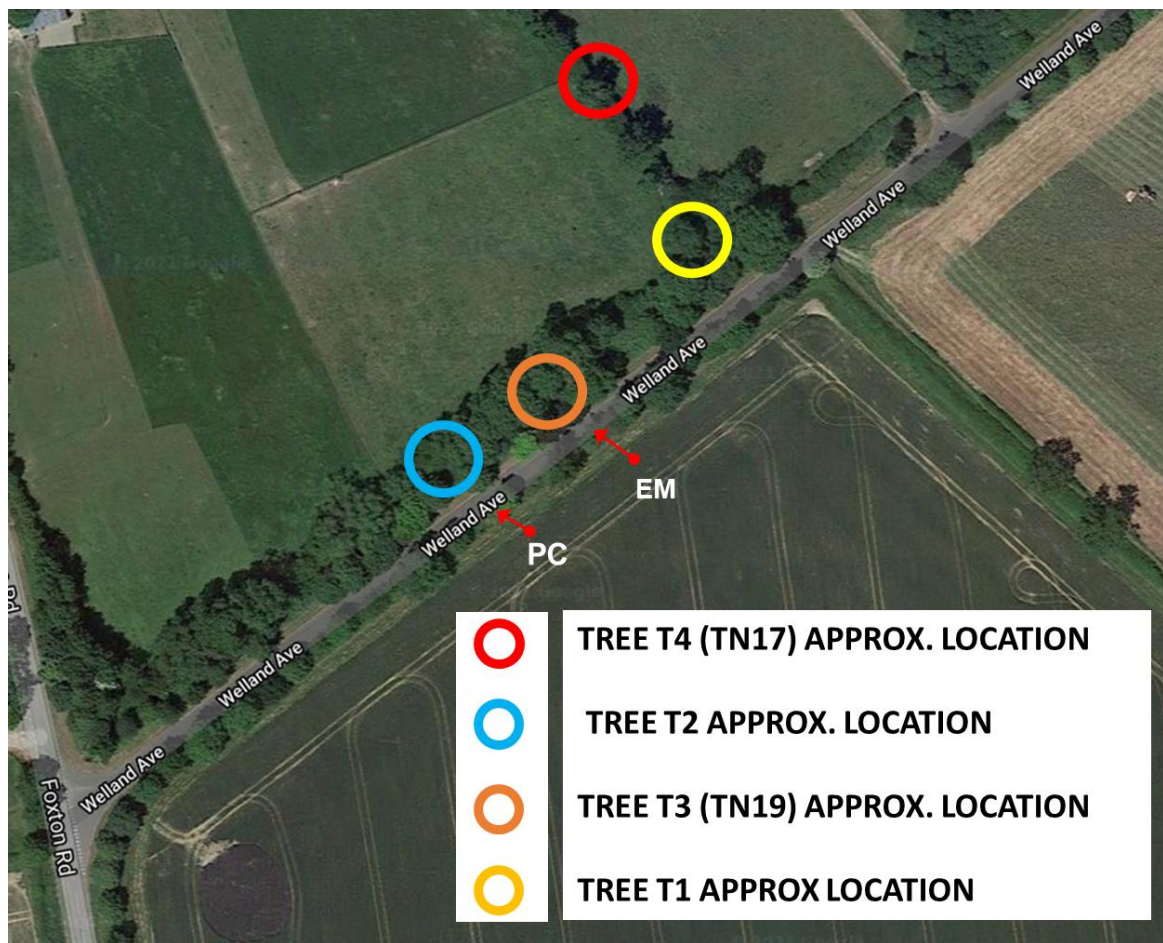 Welland Ave
Welland Ave
Welland Ave
EM
Welland Ave
PC
Welland Ave
Welland Ave
Foxton Rd
Rd
TREE T4 (TN17) APPROX. LOCATION
TREE T2 APPROX. LOCATION
TREE T3 (TN19) APPROX. LOCATION
TREE T1 APPROX LOCATION